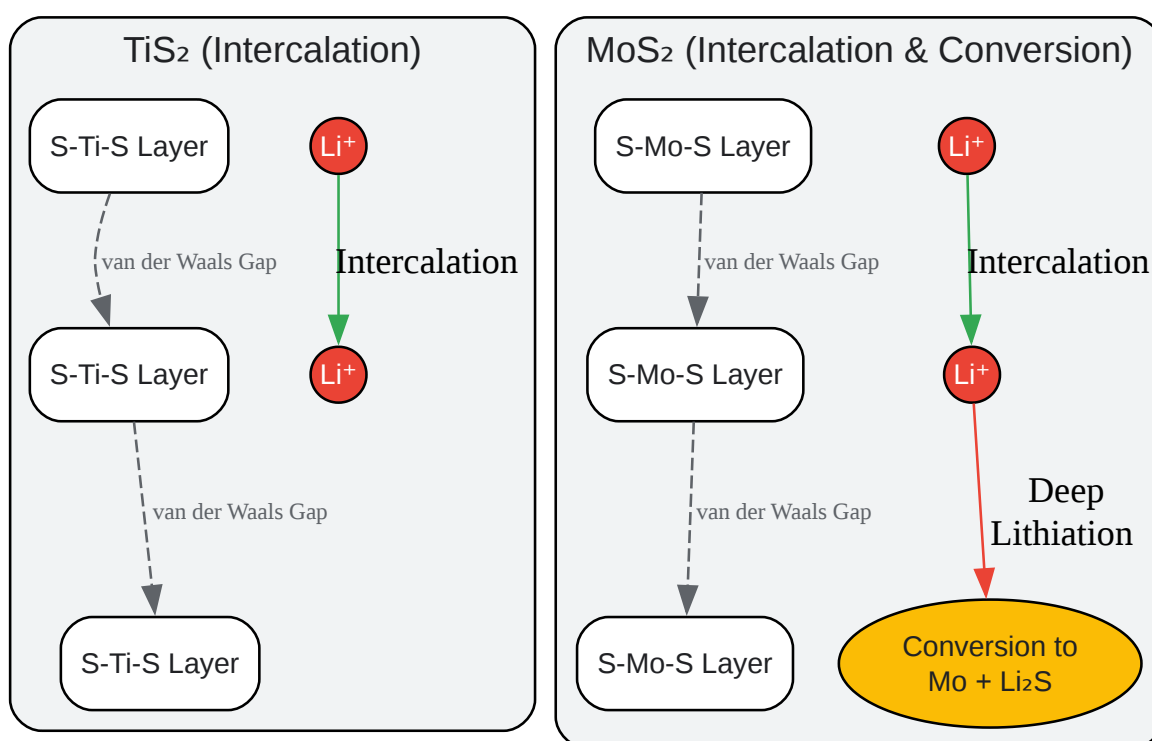 TiS₂ (Intercalation)
S-Ti-S Layer
Li⁺
van der Waals Gap
Intercalation
S-Ti-S Layer
Li⁺
van der Waals Gap
S-Ti-S Layer
MoS₂ (Intercalation & Conversion)
S-Mo-S Layer
Li⁺
van der Waals Gap
Intercalation
S-Mo-S Layer
Li⁺
van der Waals Gap
Deep
Lithiation
S-Mo-S Layer
Conversion to
Mo + Li₂S